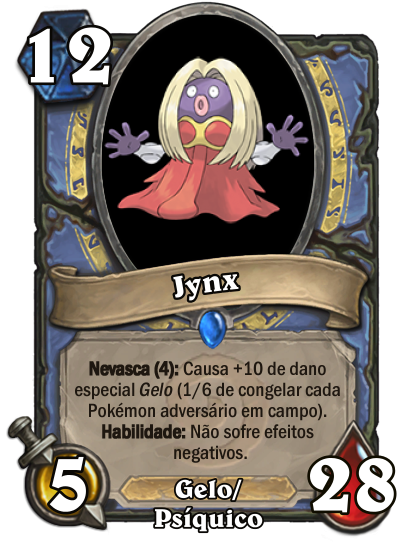 12
Jynx
Nevasca (4): Causa +10 de dano
especial Gelo (1/6 de congelar cada
Pokémon adversário em campo).
Habilidade: Não sofre efeitos
negativos.
5
Gelo/
Psíquico
28